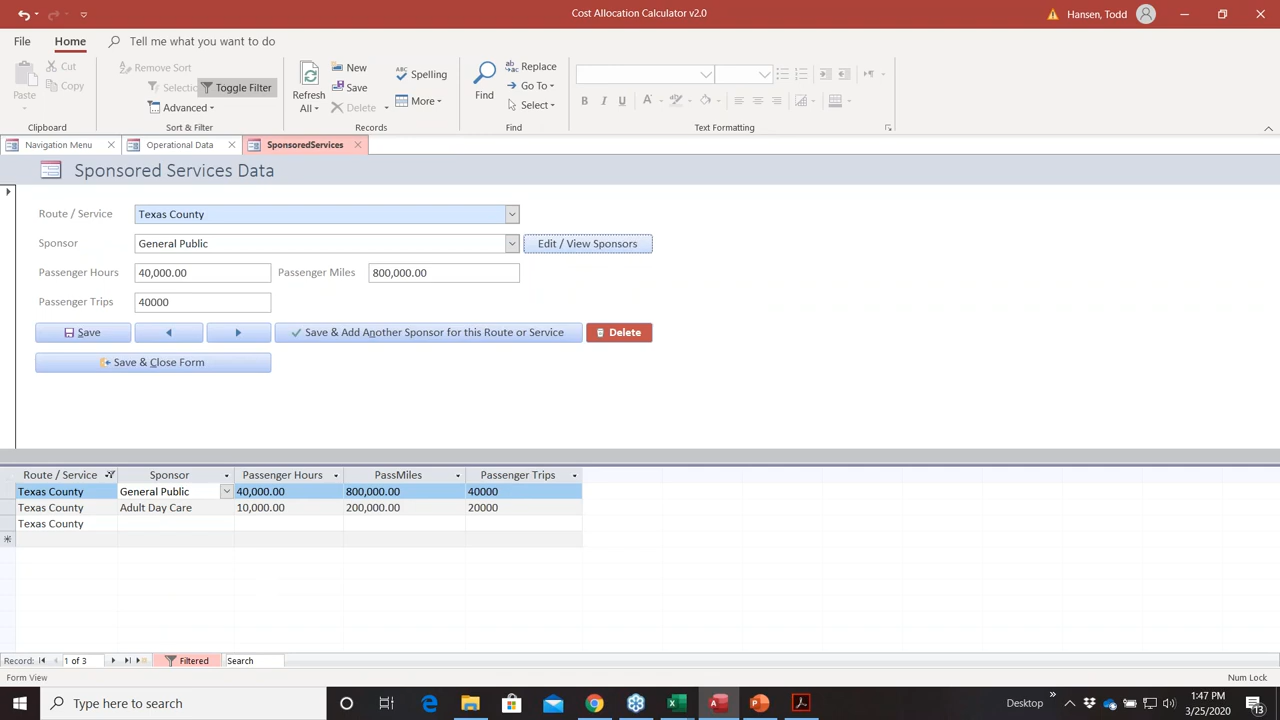 Cost Allocation Calculator v2.0
Hansen, Todd
File Home Tell me what you want to do
Paste
Cut
Copy
Clipboard
Remove Sort
Selectio
Toggle Filter
Advanced
Sort & Filter
Refresh
All
New
Save
Delete
Spelling
More
Records
Find
Replace
Go To
Select
Find
B I U
A
Text Formatting
Navigation Menu
Operational Data
SponsoredServices
Sponsored Services Data
Route / Service Texas County
Sponsor General Public Edit / View Sponsors
Passenger Hours 40,000.00 Passenger Miles 800,000.00
Passenger Trips 40000
Save Save & Add Another Sponsor for this Route or Service Delete
Save & Close Form
Route / Service Sponsor Passenger Hours PassMiles Passenger Trips
Texas County General Public 40,000.00 800,000.00 40000
Texas County Adult Day Care 10,000.00 200,000.00 20000
Texas County
Record: 1 of 3 Filtered Search
Form View Num Lock
Type here to search
Desktop
1:47 PM
3/25/2020
13